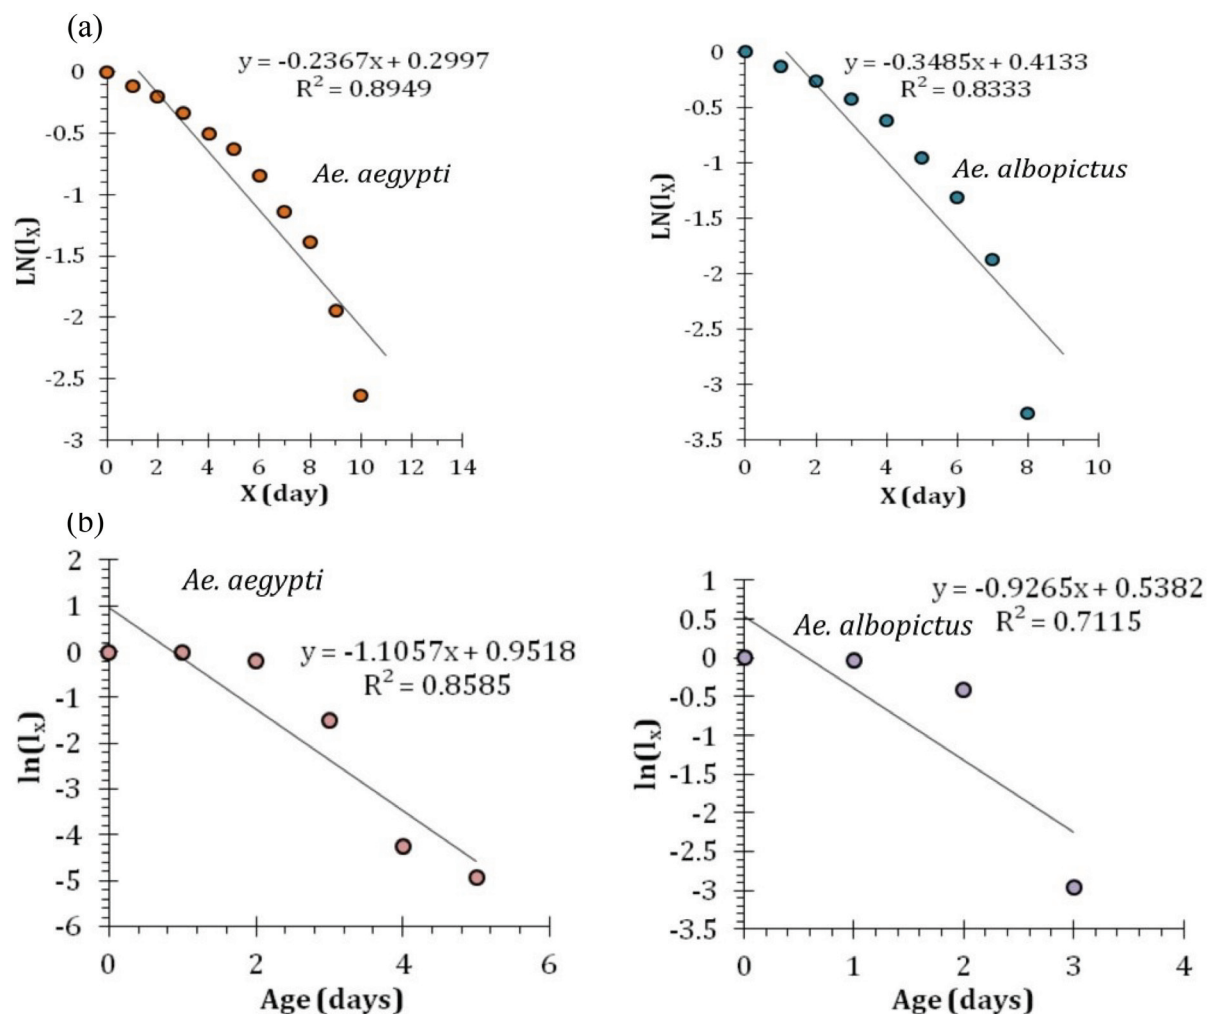 (a)
y = -0.2367x + 0.2997
R² = 0.8949
Ae. aegypti
LN(lₓ)
0
-0.5
-1
-1.5
-2
-2.5
-3
0 2 4 6 8 10 12 14
X (day)
y = -0.3485x + 0.4133
R² = 0.8333
Ae. albopictus
LN(lₓ)
0
-0.5
-1
-1.5
-2
-2.5
-3
-3.5
0 2 4 6 8 10
X (day)
(b)
Ae. aegypti
y = -1.1057x + 0.9518
R² = 0.8585
ln(lₓ)
2
1
0
-1
-2
-3
-4
-5
-6
0 2 4 6
Age (days)
y = -0.9265x + 0.5382
Ae. albopictus R² = 0.7115
ln(lₓ)
1
0.5
0
-0.5
-1
-1.5
-2
-2.5
-3
-3.5
0 1 2 3 4
Age (days)